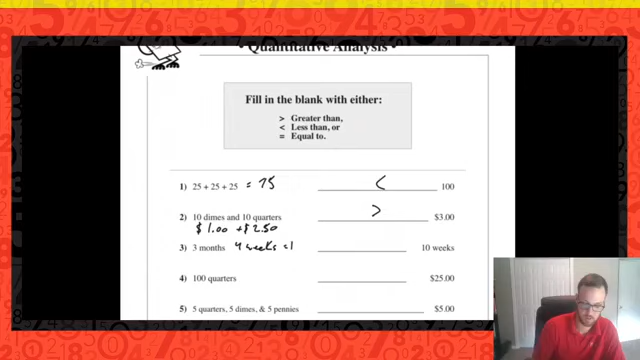 • Quantitative Analysis •
Fill in the blank with either:
> Greater than,
< Less than, or
= Equal to.
1) 25 + 25 + 25 = 75 < 100
2) 10 dimes and 10 quarters > $3.00
$1.00 + $2.50
3) 3 months 4 weeks = 1 10 weeks
4) 100 quarters $25.00
5) 5 quarters, 5 dimes, & 5 pennies $5.00